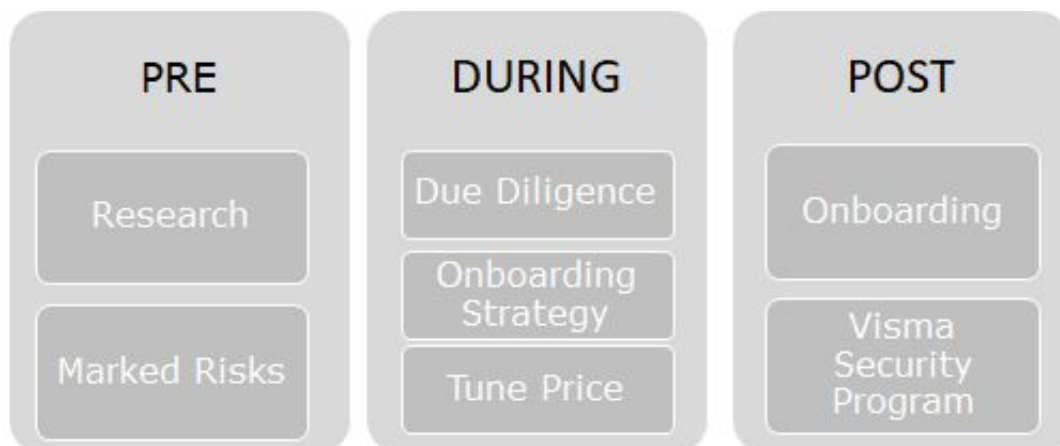 PRE
Research
Marked Risks
DURING
Due Diligence
Onboarding
Strategy
Tune Price
POST
Onboarding
Visma
Security
Program